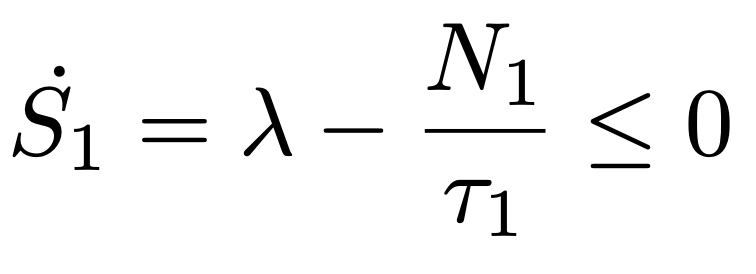 Ṡ₁ = λ − N₁/τ₁ ≤ 0